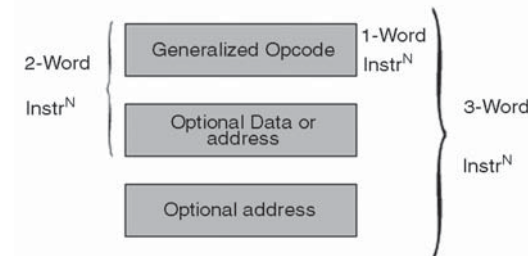 2-Word
Instr^N
Generalized Opcode
1-Word
Instr^N
Optional Data or
address
Optional address
3-Word
Instr^N